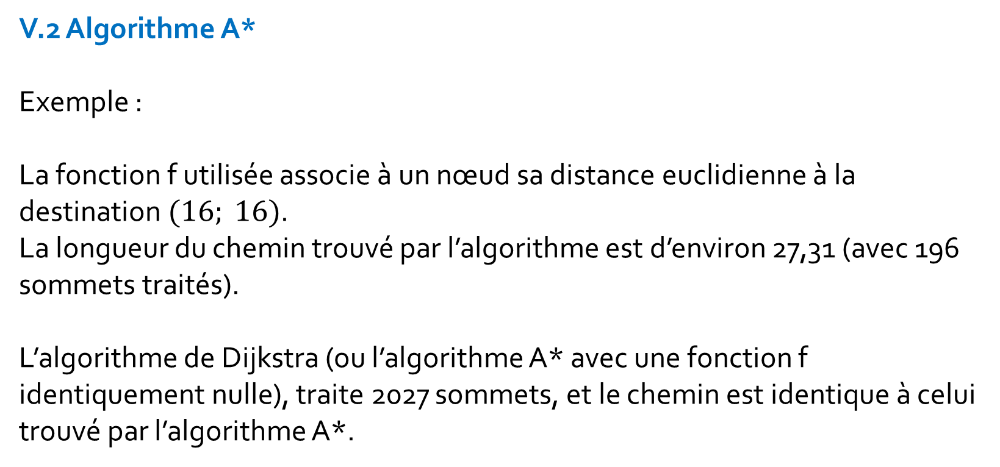 V.2 Algorithme A*
Exemple :
La fonction f utilisée associe à un nœud sa distance euclidienne à la
destination (16; 16).
La longueur du chemin trouvé par l’algorithme est d’environ 27,31 (avec 196
sommets traités).
L’algorithme de Dijkstra (ou l’algorithme A* avec une fonction f
identiquement nulle), traite 2027 sommets, et le chemin est identique à celui
trouvé par l’algorithme A*.